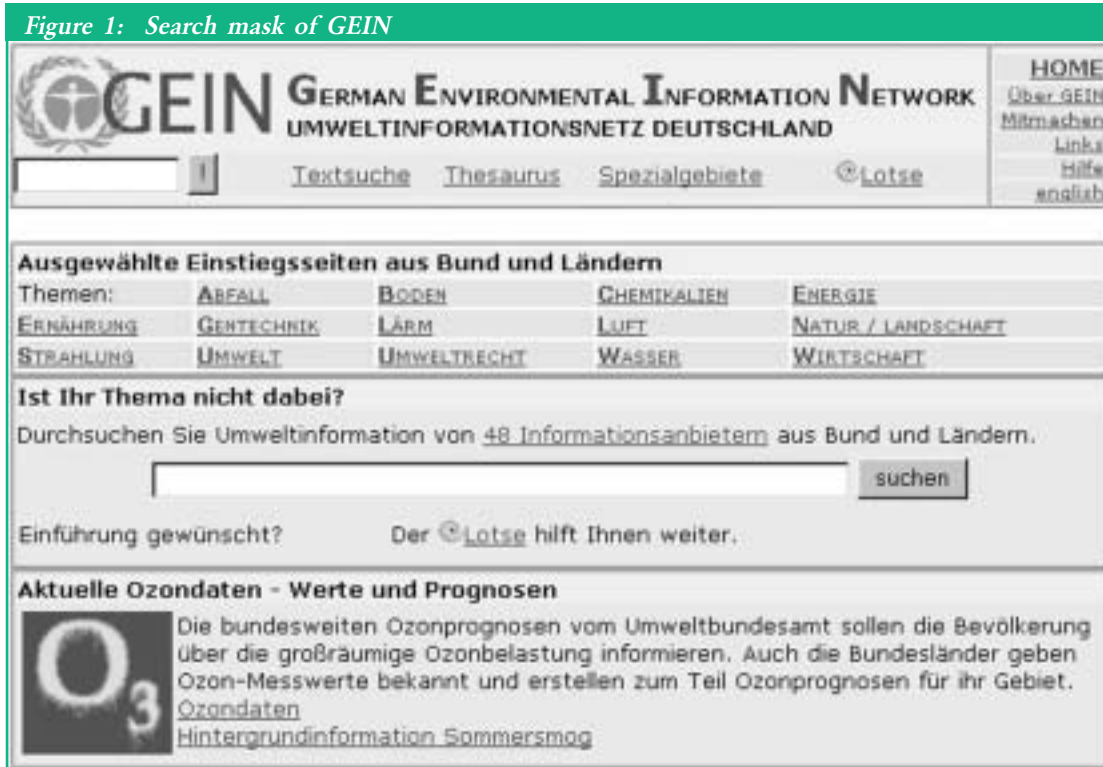 Figure 1: Search mask of GEIN
GEIN GERMAN ENVIRONMENTAL INFORMATION NETWORK
UMWELTINFORMATIONSNETZ DEUTSCHLAND
HOME
Über GEIN
Mitmachen
Links
Hilfe
english
! Textsuche Thesaurus Spezialgebiete Lotse
Ausgewählte Einstiegsseiten aus Bund und Ländern
Themen: ABFALL BODEN CHEMIKALIEN ENERGIE
ERNÄHRUNG GENTECHNIK LÄRM LUFT NATUR / LANDSCHAFT
STRAHLUNG UMWELT UMWELTRECHT WASSER WIRTSCHAFT
Ist Ihr Thema nicht dabei?
Durchsuchen Sie Umweltinformation von 48 Informationsanbietern aus Bund und Ländern.
suchen
Einführung gewünscht? Der Lotse hilft Ihnen weiter.
Aktuelle Ozondaten - Werte und Prognosen
O3
Die bundesweiten Ozonprognosen vom Umweltbundesamt sollen die Bevölkerung
über die großräumige Ozonbelastung informieren. Auch die Bundesländer geben
Ozon-Messwerte bekannt und erstellen zum Teil Ozonprognosen für ihr Gebiet.
Ozondaten
Hintergrundinformation Sommersmog